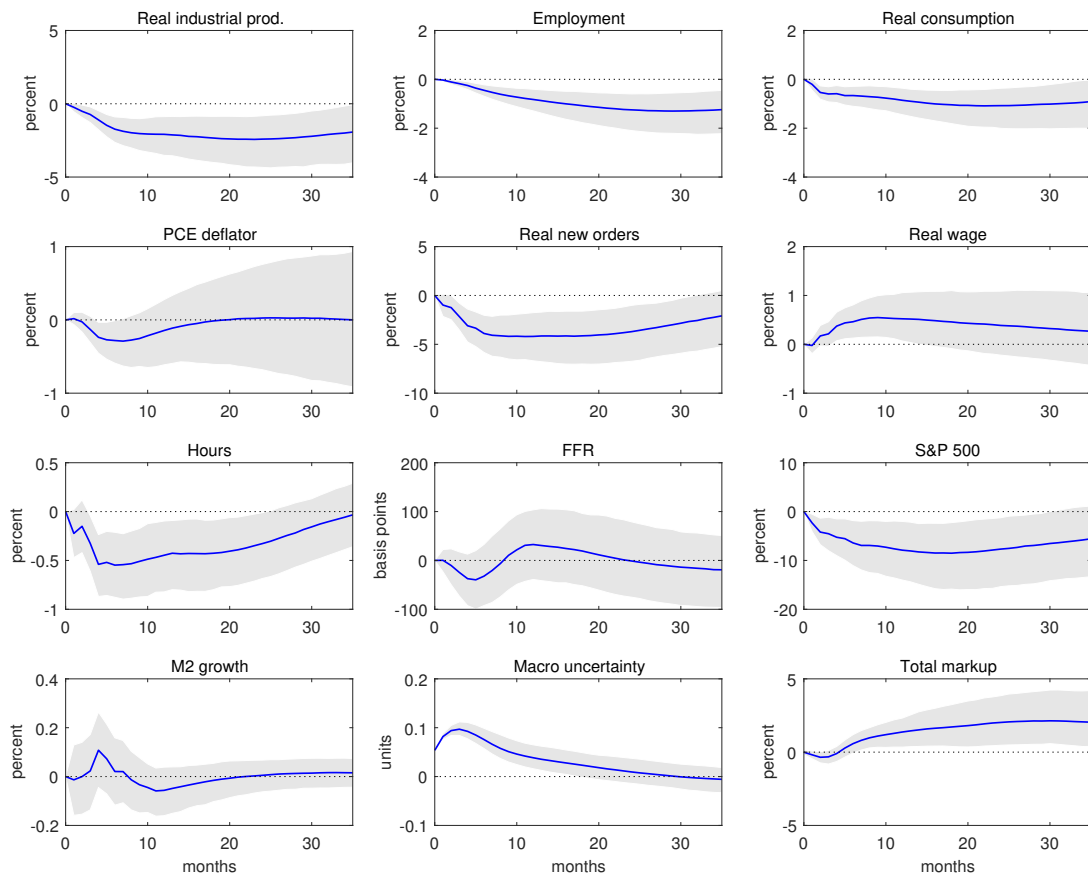 Real industrial prod.
percent
5
0
-5
0 10 20 30
Employment
percent
2
0
-2
-4
0 10 20 30
Real consumption
percent
2
0
-2
-4
0 10 20 30
PCE deflator
percent
1
0
-1
0 10 20 30
Real new orders
percent
5
0
-5
-10
0 10 20 30
Real wage
percent
2
1
0
-1
0 10 20 30
Hours
percent
0.5
0
-0.5
-1
0 10 20 30
FFR
basis points
200
100
0
-100
0 10 20 30
S&P 500
percent
10
0
-10
-20
0 10 20 30
M2 growth
percent
0.4
0.2
0
-0.2
0 10 20 30
months
Macro uncertainty
units
0.2
0.1
0
-0.1
0 10 20 30
months
Total markup
percent
5
0
-5
0 10 20 30
months